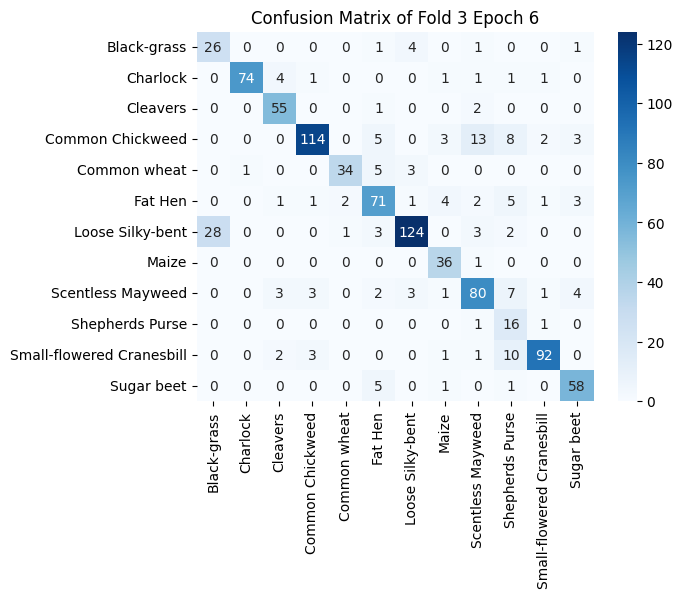 Confusion Matrix of Fold 3 Epoch 6
Black-grass 26 0 0 0 0 1 4 0 1 0 0 1
Charlock 0 74 4 1 0 0 0 1 1 1 1 0
Cleavers 0 0 55 0 0 1 0 0 2 0 0 0
Common Chickweed 0 0 0 114 0 5 0 3 13 8 2 3
Common wheat 0 1 0 0 34 5 3 0 0 0 0 0
Fat Hen 0 0 1 1 2 71 1 4 2 5 1 3
Loose Silky-bent 28 0 0 0 1 3 124 0 3 2 0 0
Maize 0 0 0 0 0 0 0 36 1 0 0 0
Scentless Mayweed 0 0 3 3 0 2 3 1 80 7 1 4
Shepherds Purse 0 0 0 0 0 0 0 0 1 16 1 0
Small-flowered Cranesbill 0 0 2 3 0 0 0 1 1 10 92 0
Sugar beet 0 0 0 0 0 5 0 1 0 1 0 58
Black-grass
Charlock
Cleavers
Common Chickweed
Common wheat
Fat Hen
Loose Silky-bent
Maize
Scentless Mayweed
Shepherds Purse
Small-flowered Cranesbill
Sugar beet
120
100
80
60
40
20
0